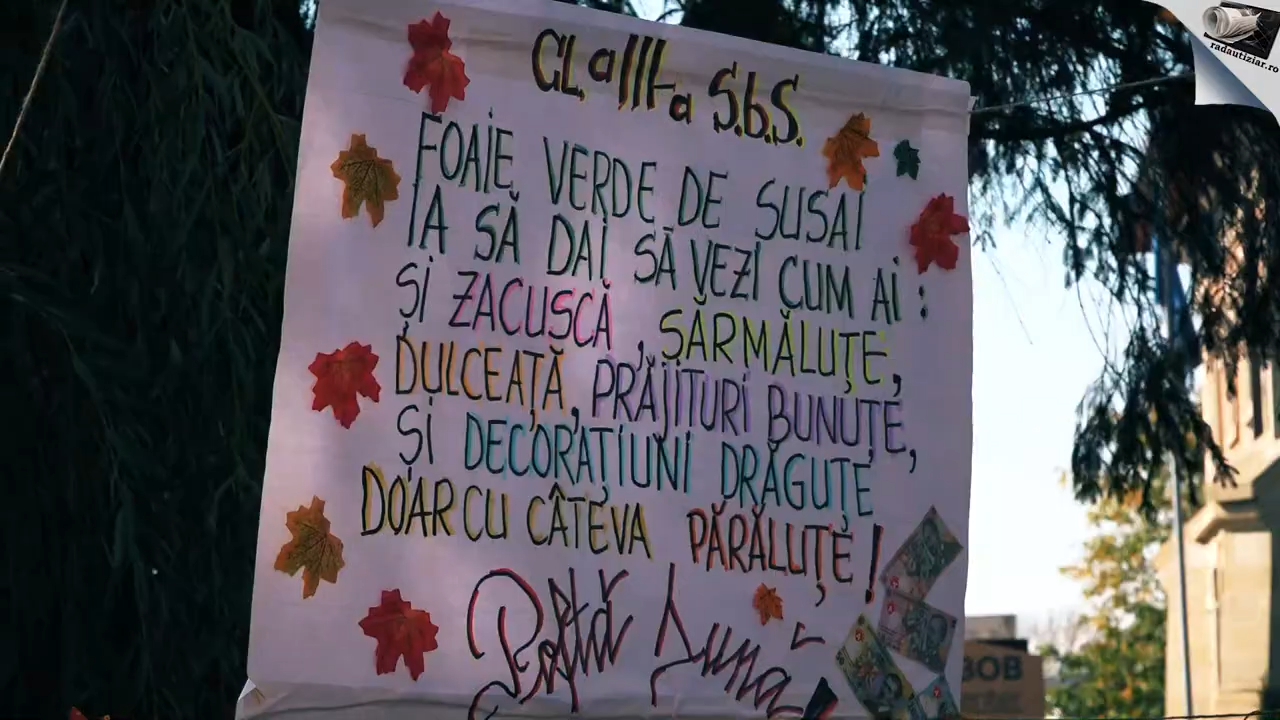 CL. a III-a S.b.S.
FOAIE VERDE DE SUSAI
IA SĂ DAI SĂ VEZI CUM AI :
ȘI ZACUSCĂ , SĂRMĂLUȚE,
DULCEAȚĂ, PRĂJITURI BUNUȚE,
ȘI DECORAȚIUNI DRĂGUȚE
DOAR CU CÂTEVA PĂRĂLUȚE !
Poftă bună!
BOB
radautiziar.ro